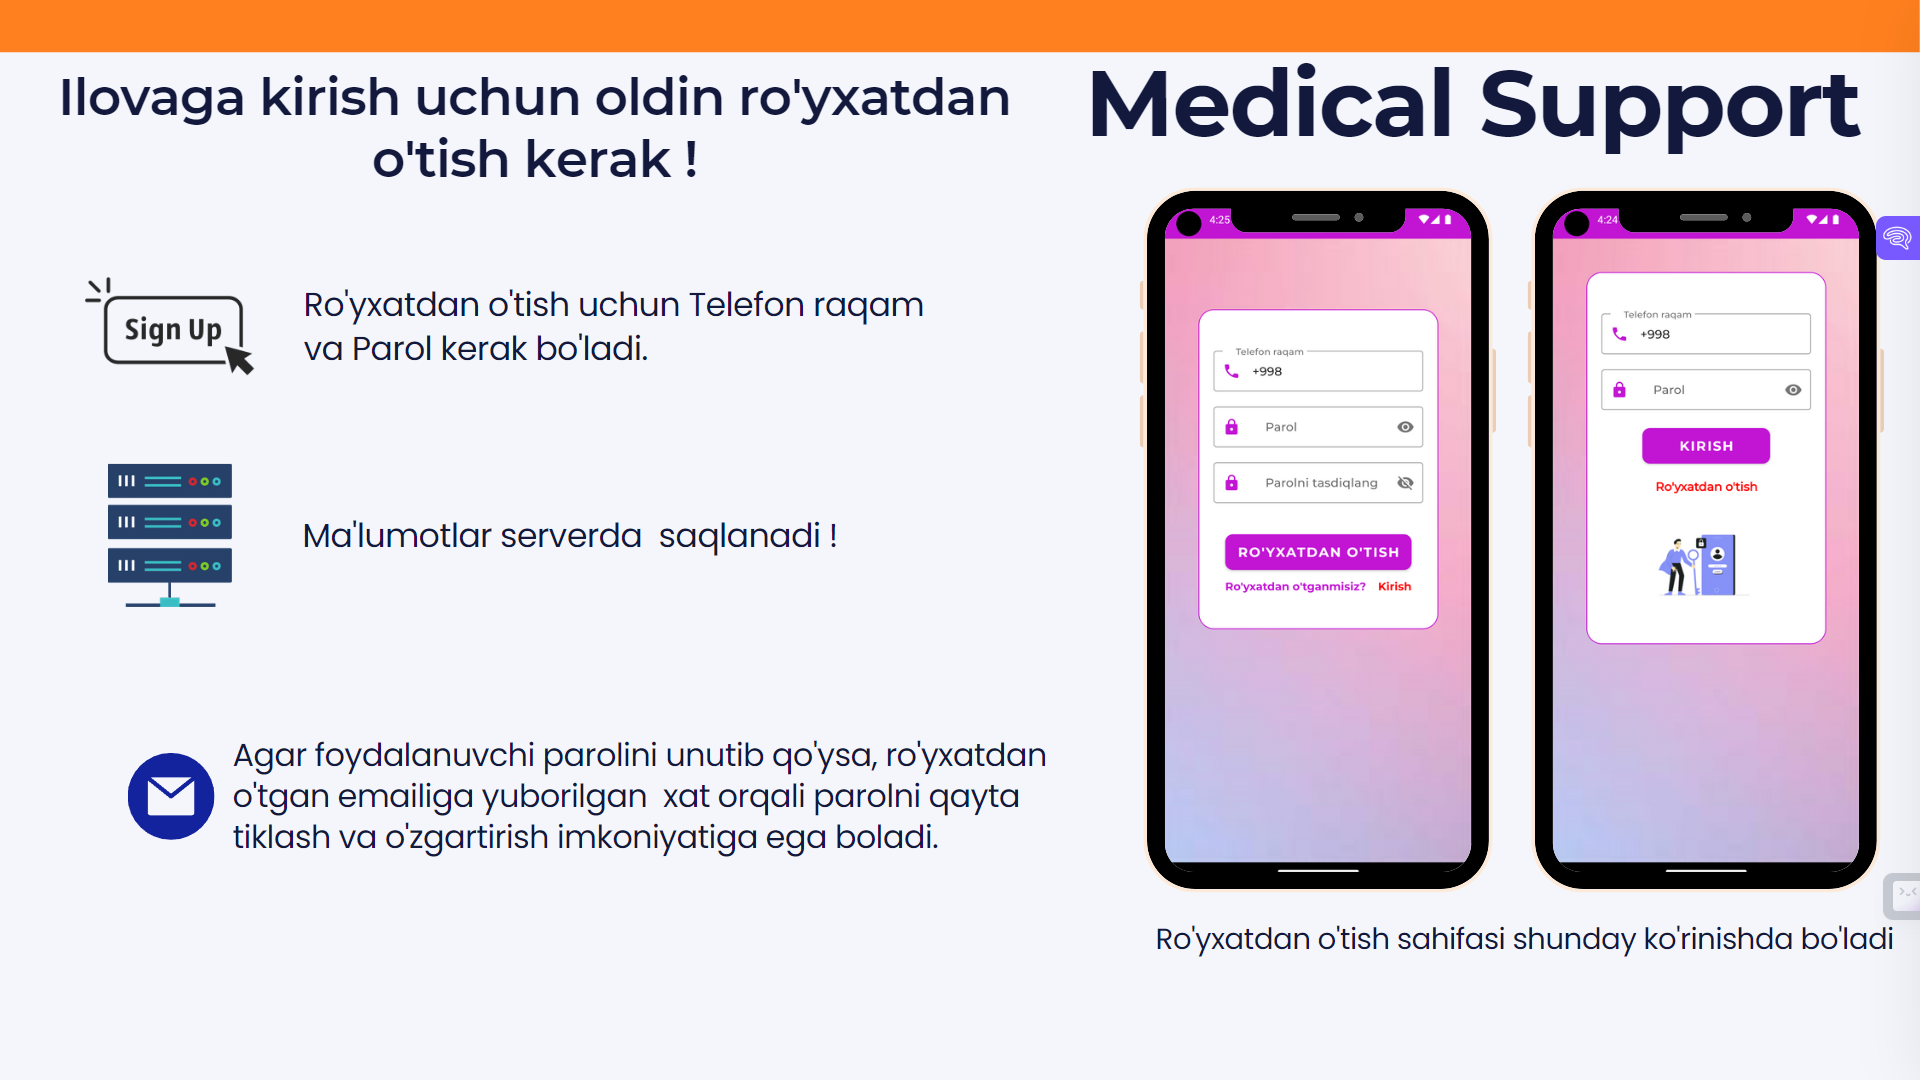 Ilovaga kirish uchun oldin ro'yxatdan
o'tish kerak !
Medical Support
Sign Up
Ro'yxatdan o'tish uchun Telefon raqam
va Parol kerak bo'ladi.
Ma'lumotlar serverda  saqlanadi !
Agar foydalanuvchi parolini unutib qo'ysa, ro'yxatdan
o'tgan emailiga yuborilgan  xat orqali parolni qayta
tiklash va o'zgartirish imkoniyatiga ega boladi.
4:25
Telefon raqam
+998
Parol
Parolni tasdiqlang
RO'YXATDAN O'TISH
Ro'yxatdan o'tganmisiz? Kirish
4:24
Telefon raqam
+998
Parol
KIRISH
Ro'yxatdan o'tish
Ro'yxatdan o'tish sahifasi shunday ko'rinishda bo'ladi